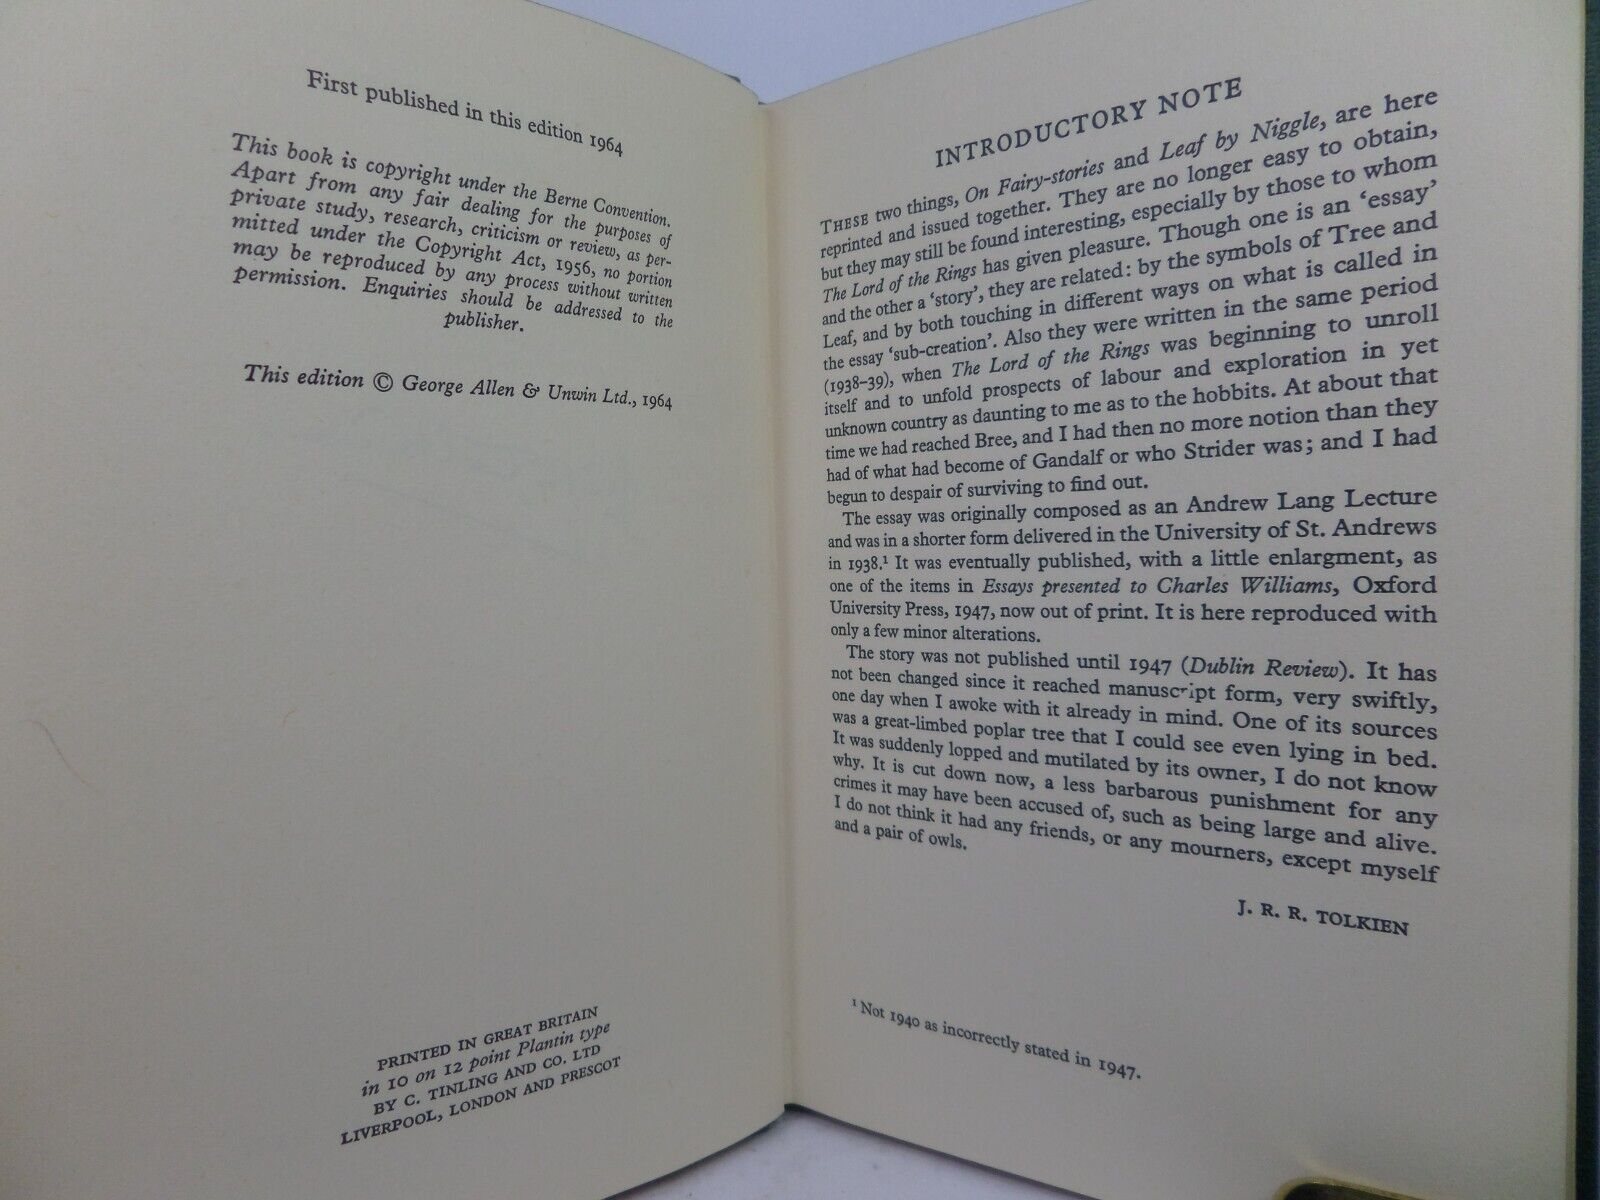 First published in this edition 1964
This book is copyright under the Berne Convention.
Apart from any fair dealing for the purposes of
private study, research, criticism or review, as per-
mitted under the Copyright Act, 1956, no portion
may be reproduced by any process without written
permission. Enquiries should be addressed to the
publisher.
This edition © George Allen & Unwin Ltd., 1964
PRINTED IN GREAT BRITAIN
in 10 on 12 point Plantin type
BY C. TINLING AND CO. LTD
LIVERPOOL, LONDON AND PRESCOT
INTRODUCTORY NOTE
THESE two things, On Fairy-stories and Leaf by Niggle, are here
reprinted and issued together. They are no longer easy to obtain,
but they may still be found interesting, especially by those to whom
The Lord of the Rings has given pleasure. Though one is an ‘essay’
and the other a ‘story’, they are related: by the symbols of Tree and
Leaf, and by both touching in different ways on what is called in
the essay ‘sub-creation’. Also they were written in the same period
(1938–39), when The Lord of the Rings was beginning to unroll
itself and to unfold prospects of labour and exploration in yet
unknown country as daunting to me as to the hobbits. At about that
time we had reached Bree, and I had then no more notion than they
had of what had become of Gandalf or who Strider was; and I had
begun to despair of surviving to find out.
The essay was originally composed as an Andrew Lang Lecture
and was in a shorter form delivered in the University of St. Andrews
in 1938.¹ It was eventually published, with a little enlargment, as
one of the items in Essays presented to Charles Williams, Oxford
University Press, 1947, now out of print. It is here reproduced with
only a few minor alterations.
The story was not published until 1947 (Dublin Review). It has
not been changed since it reached manuscript form, very swiftly,
one day when I awoke with it already in mind. One of its sources
was a great-limbed poplar tree that I could see even lying in bed.
It was suddenly lopped and mutilated by its owner, I do not know
why. It is cut down now, a less barbarous punishment for any
crimes it may have been accused of, such as being large and alive.
I do not think it had any friends, or any mourners, except myself
and a pair of owls.
J. R. R. TOLKIEN
¹ Not 1940 as incorrectly stated in 1947.